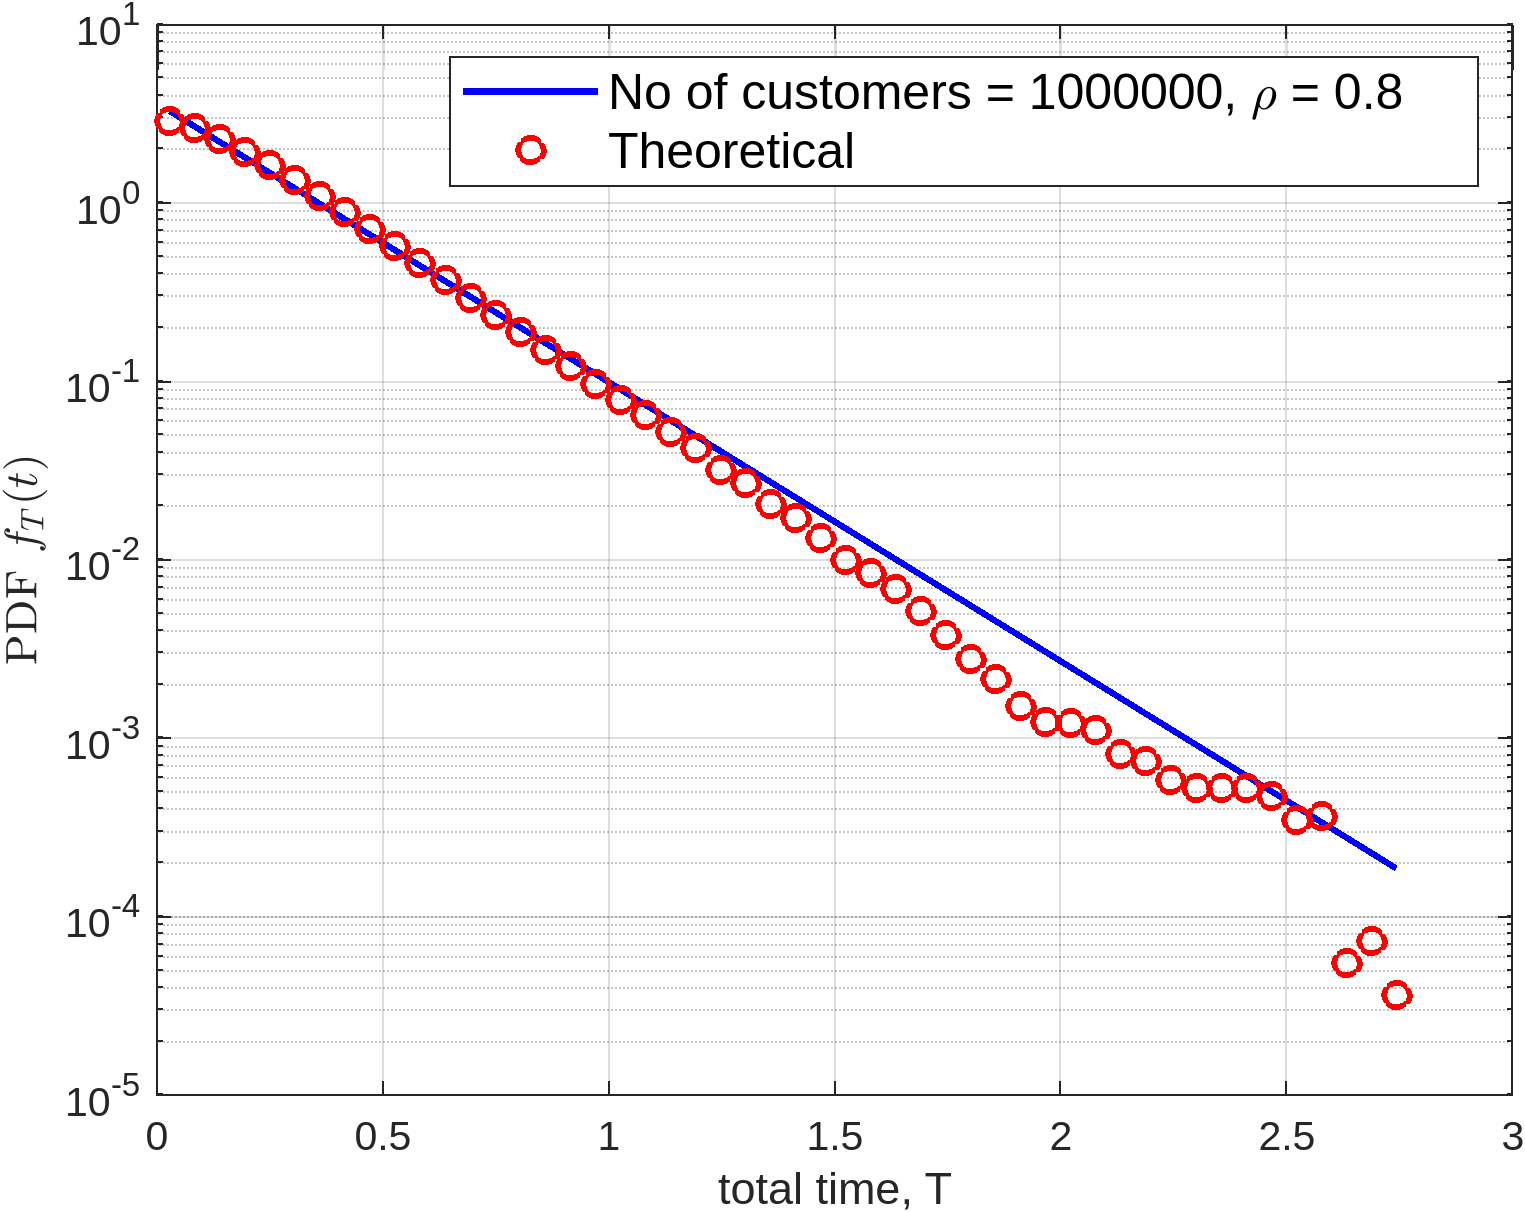 10^1
10^0
10^-1
10^-2
10^-3
10^-4
10^-5
PDF f_T(t)
No of customers = 1000000, ρ = 0.8
Theoretical
0 0.5 1 1.5 2 2.5 3
total time, T